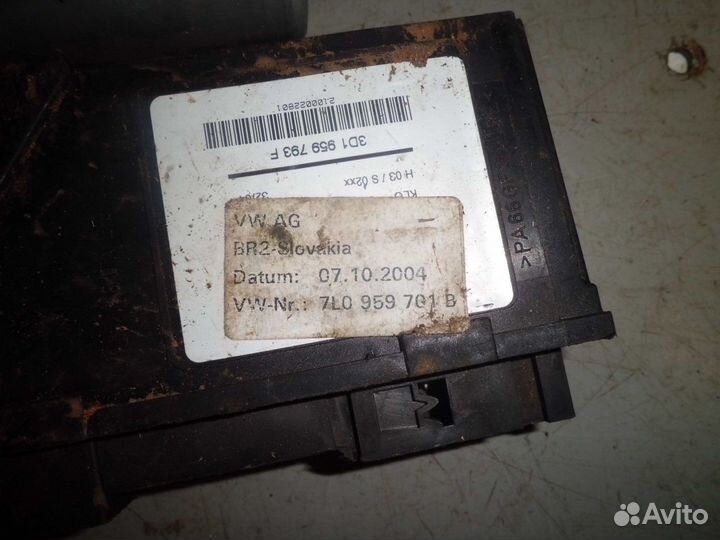 2100022801
3D1 959 793 F
H 03 / S 02xx
VW AG
BR2-Slovakia
Datum: 07.10.2004
VW-Nr.: 7L0 959 701 B
Avito